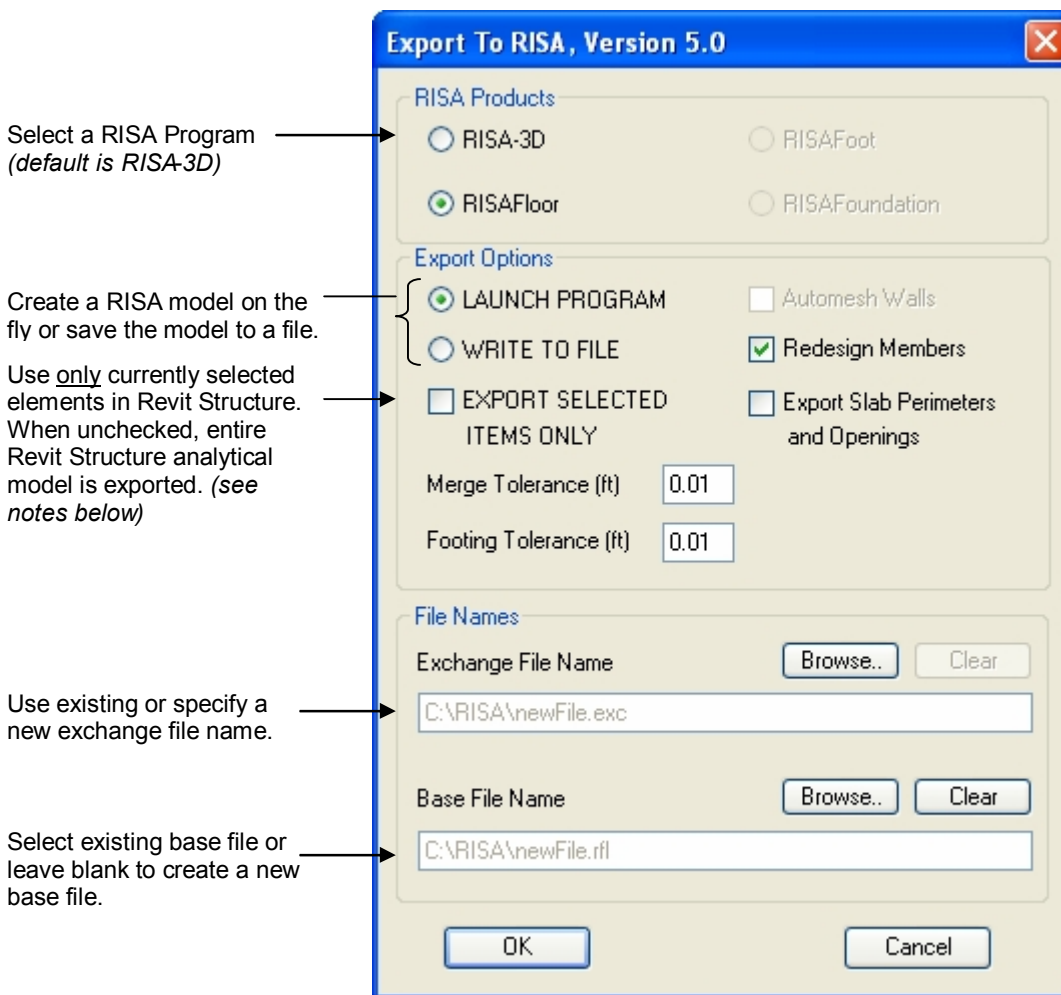 Export To RISA, Version 5.0
RISA Products
Select a RISA Program
(default is RISA-3D)
RISA-3D
RISAFoot
RISAFloor
RISAFoundation
Export Options
Create a RISA model on the
fly or save the model to a file.
LAUNCH PROGRAM
Automesh Walls
WRITE TO FILE
Redesign Members
Use only currently selected
elements in Revit Structure.
When unchecked, entire
Revit Structure analytical
model is exported. (see
notes below)
EXPORT SELECTED
ITEMS ONLY
Export Slab Perimeters
and Openings
Merge Tolerance (ft)
0.01
Footing Tolerance (ft)
0.01
File Names
Exchange File Name
Browse..
Clear
Use existing or specify a
new exchange file name.
C:\RISA\newFile.exc
Base File Name
Browse..
Clear
Select existing base file or
leave blank to create a new
base file.
C:\RISA\newFile.rfl
OK
Cancel